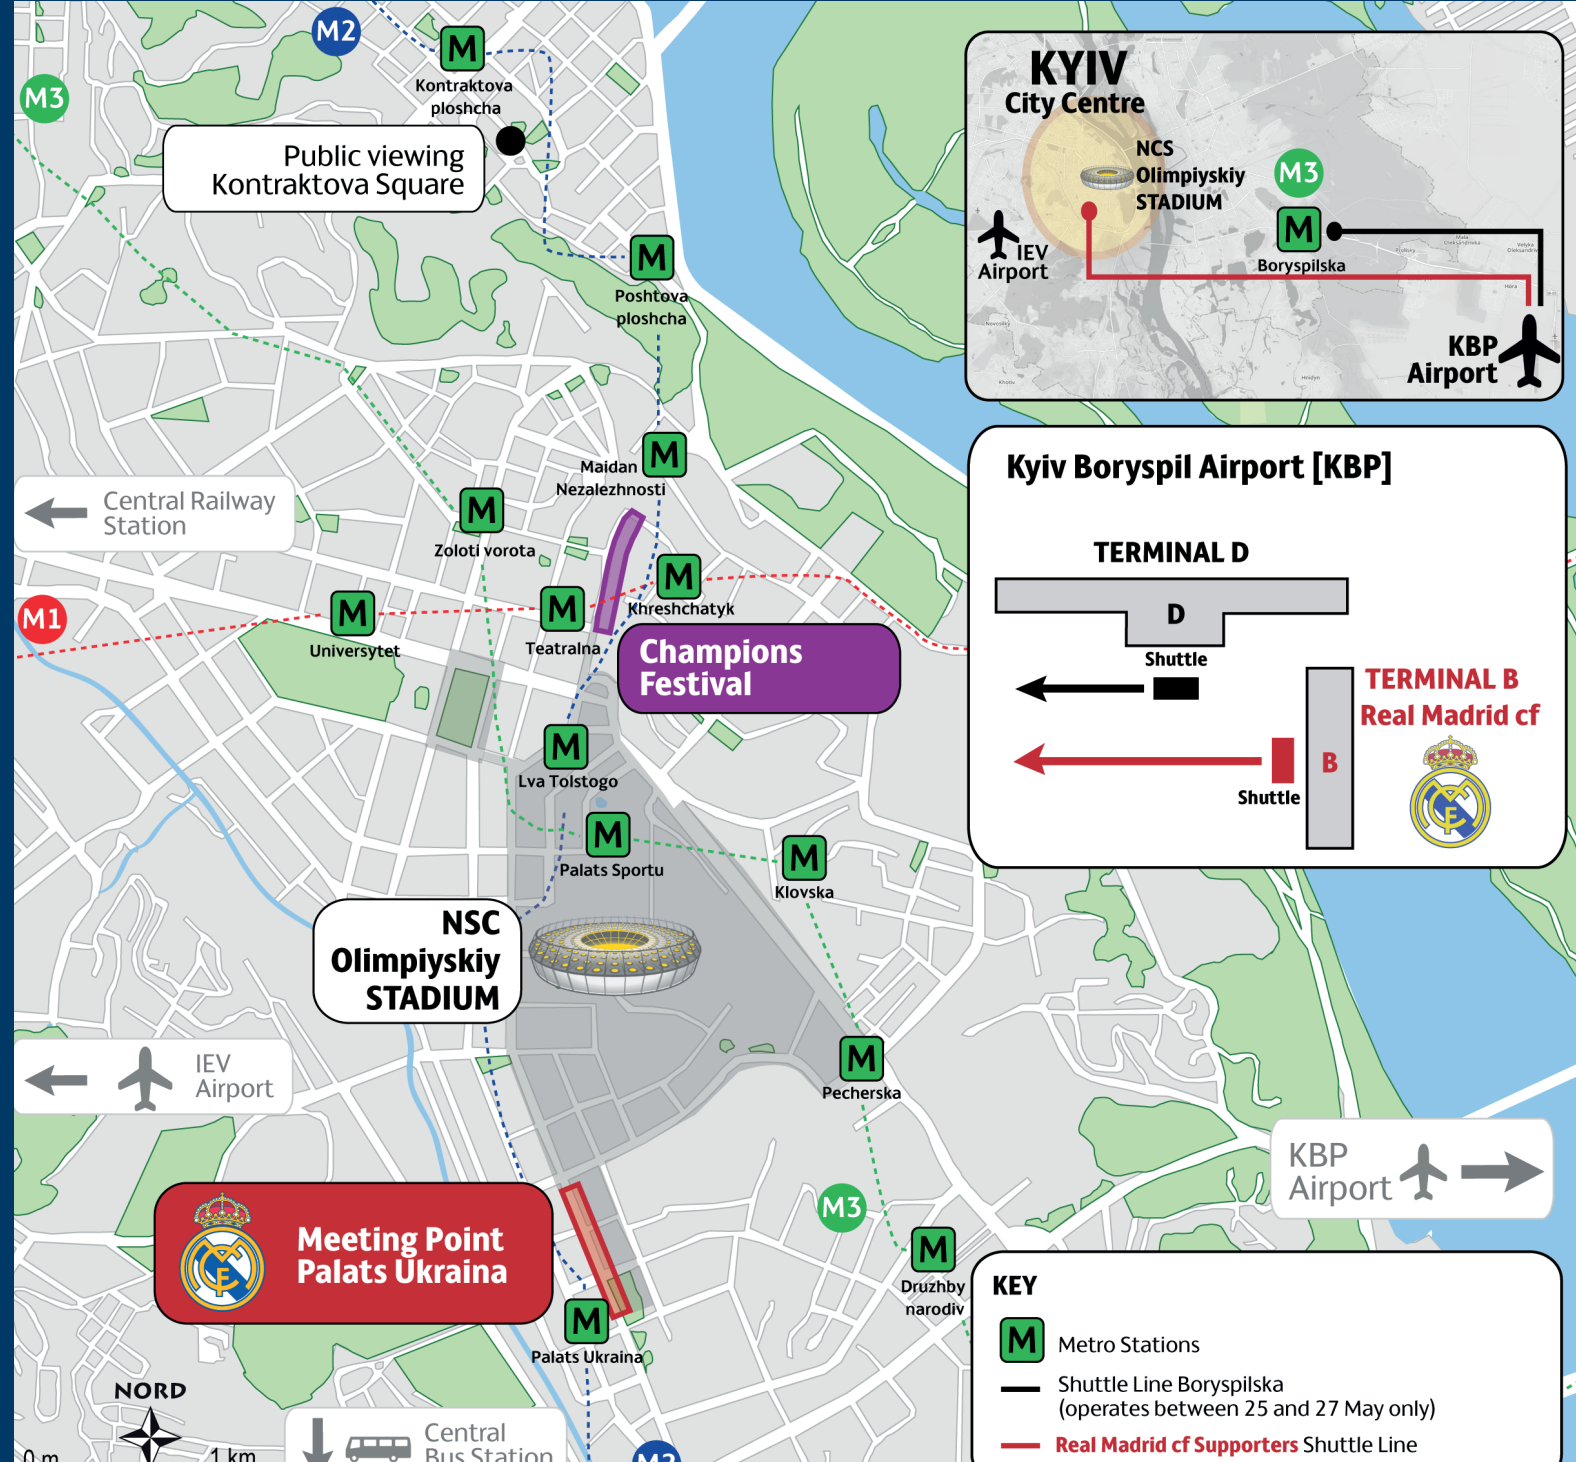 M2
M
Kontraktova
ploshcha
M3
Public viewing
Kontraktova Square
M
Poshtova
ploshcha
M
Maidan
Nezalezhnosti
Central Railway
Station
M
Zoloti vorota
M1
M
Universytet
M
Teatralna
M
Khreshchatyk
Champions
Festival
M
Lva Tolstogo
M
Palats Sportu
M
Klovska
NSC
Olimpiyskiy
STADIUM
IEV
Airport
M
Pecherska
KBP
Airport
Meeting Point
Palats Ukraina
M3
M
Druzhby
narodiv
M
Palats Ukraina
NORD
0 m
1 km
Central
Bus Station
M2
KYIV
City Centre
NCS
Olimpiyskiy
STADIUM
M3
M
Boryspilska
IEV
Airport
KBP
Airport
Kyiv Boryspil Airport [KBP]
TERMINAL D
D
Shuttle
TERMINAL B
Real Madrid cf
B
Shuttle
KEY
M
Metro Stations
Shuttle Line Boryspilska
(operates between 25 and 27 May only)
Real Madrid cf Supporters Shuttle Line